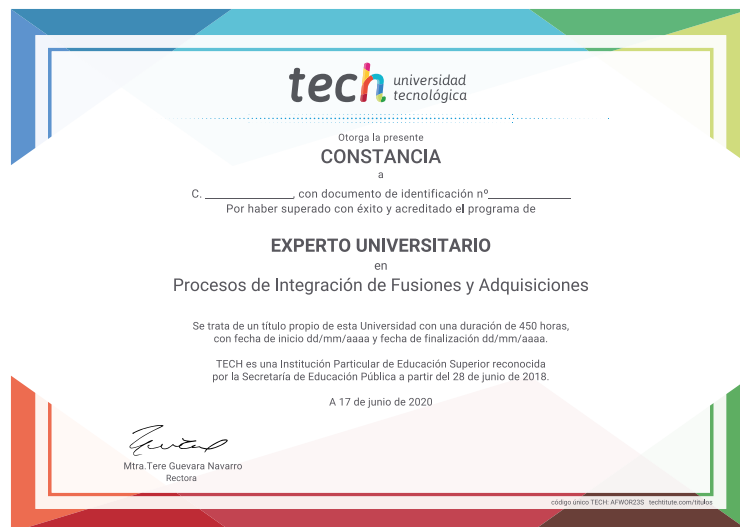 tech universidad
tecnológica
Otorga la presente
CONSTANCIA
a
C. ______________, con documento de identificación nº______________
Por haber superado con éxito y acreditado el programa de
EXPERTO UNIVERSITARIO
en
Procesos de Integración de Fusiones y Adquisiciones
Se trata de un título propio de esta Universidad con una duración de 450 horas,
con fecha de inicio dd/mm/aaaa y fecha de finalización dd/mm/aaaa.
TECH es una Institución Particular de Educación Superior reconocida
por la Secretaría de Educación Pública a partir del 28 de junio de 2018.
A 17 de junio de 2020
Mtra.Tere Guevara Navarro
Rectora
código único TECH: AFWOR23S techtitute.com/titulos